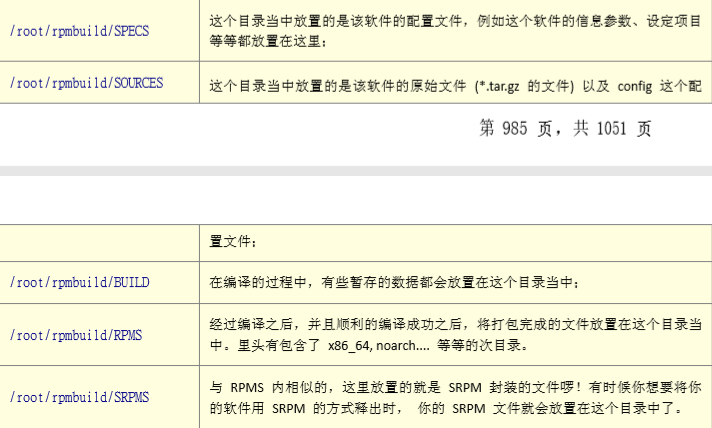 /root/rpmbuild/SPECS
这个目录当中放置的是该软件的配置文件，例如这个软件的信息参数、设定项目
等等都放置在这里；
/root/rpmbuild/SOURCES
这个目录当中放置的是该软件的原始文件 (*.tar.gz 的文件) 以及 config 这个配
第 985 页，共 1051 页
置文件；
/root/rpmbuild/BUILD
在编译的过程中，有些暂存的数据都会放置在这个目录当中；
/root/rpmbuild/RPMS
经过编译之后，并且顺利的编译成功之后，将打包完成的文件放置在这个目录当
中。里头有包含了 x86_64, noarch.... 等等的次目录。
/root/rpmbuild/SRPMS
与 RPMS 内相似的，这里放置的就是 SRPM 封装的文件啰！有时候你想要将你
的软件用 SRPM 的方式释出时， 你的 SRPM 文件就会放置在这个目录中了。